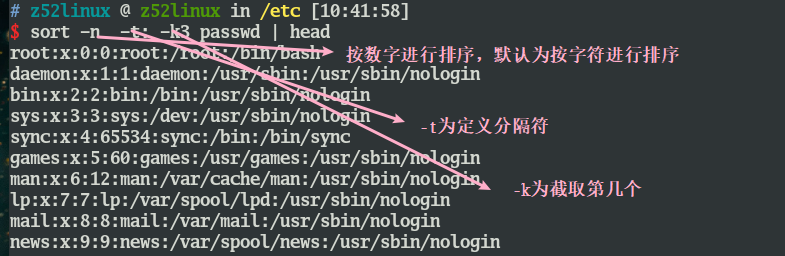 # z52linux @ z52linux in /etc [10:41:58]
$ sort -n  -t: -k3 passwd | head
root:x:0:0:root:/root:/bin/bash
按数字进行排序，默认为按字符进行排序
daemon:x:1:1:daemon:/usr/sbin:/usr/sbin/nologin
bin:x:2:2:bin:/bin:/usr/sbin/nologin
sys:x:3:3:sys:/dev:/usr/sbin/nologin
-t为定义分隔符
sync:x:4:65534:sync:/bin:/bin/sync
games:x:5:60:games:/usr/games:/usr/sbin/nologin
man:x:6:12:man:/var/cache/man:/usr/sbin/nologin
-k为截取第几个
lp:x:7:7:lp:/var/spool/lpd:/usr/sbin/nologin
mail:x:8:8:mail:/var/mail:/usr/sbin/nologin
news:x:9:9:news:/var/spool/news:/usr/sbin/nologin